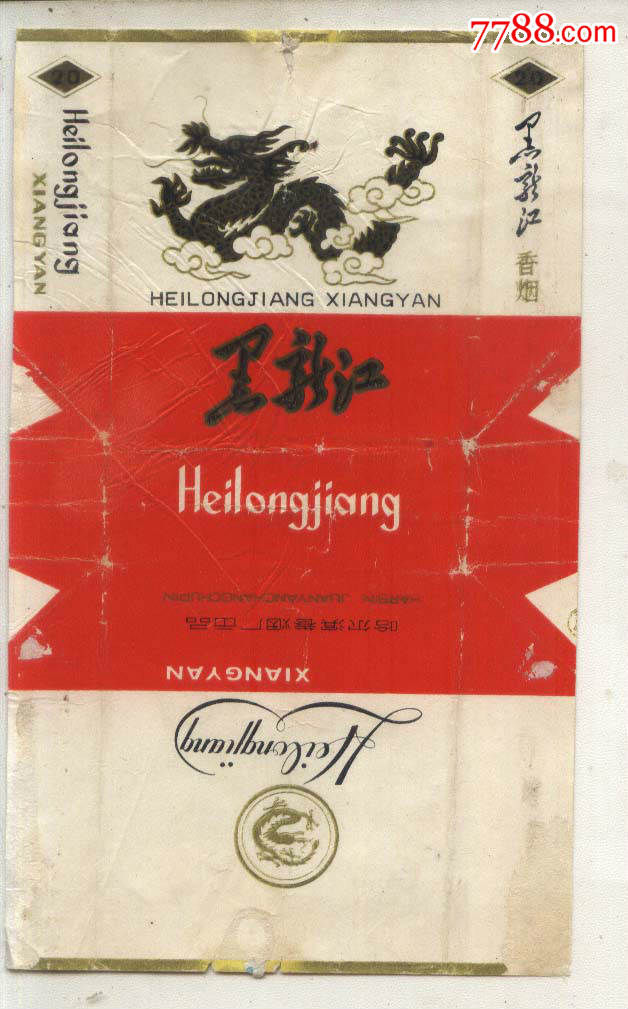 7788.com
20
20
Heilongjiang
XIANGYAN
黑龙江
香烟
HEILONGJIANG XIANGYAN
黑龙江
Heilongjiang
HARBIN JUANYANCHANGCHUPIN
哈尔滨卷烟厂出品
XIANGYAN
Heilongjiang